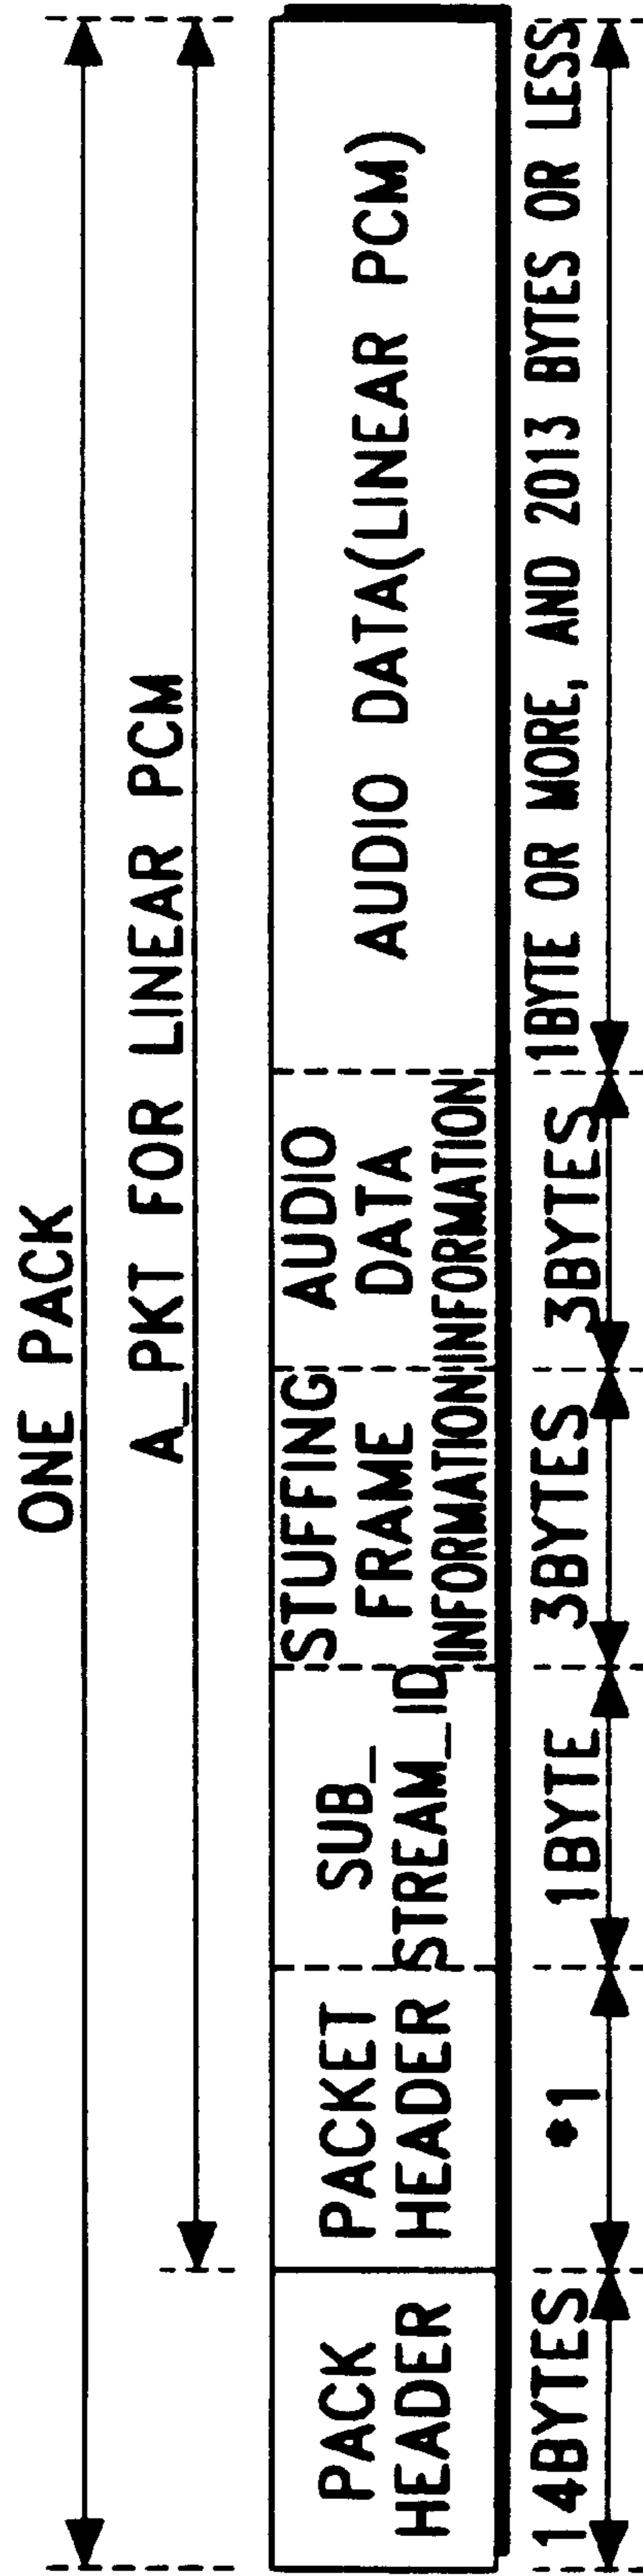 ONE PACK
A_PKT FOR LINEAR PCM
PACK
HEADER
PACKET
HEADER
SUB_
STREAM_ID
STUFFING
FRAME
INFORMATION
AUDIO
DATA
INFORMATION
AUDIO DATA(LINEAR PCM)
14BYTES
*1
1BYTE
3BYTES
3BYTES
1BYTE OR MORE, AND 2013 BYTES OR LESS